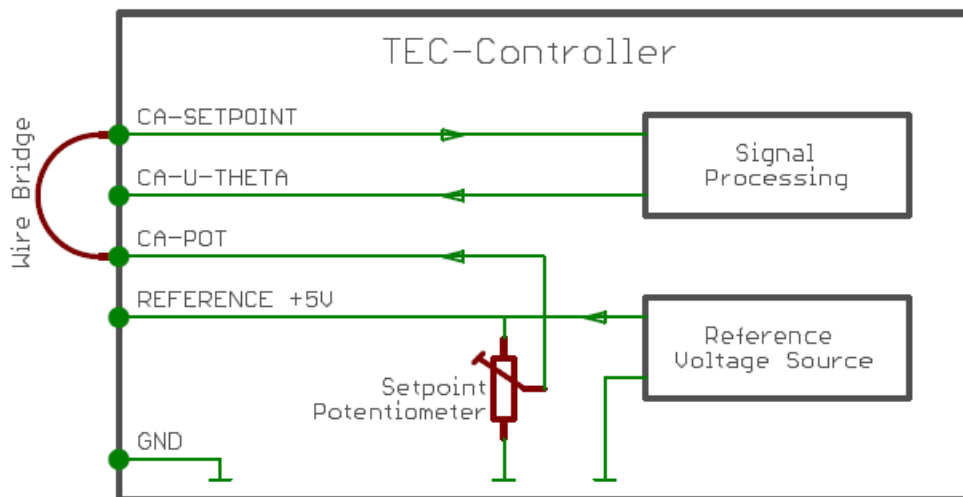 TEC-Controller
CA-SETPOINT
Signal
Processing
CA-U-THETA
Wire Bridge
CA-POT
REFERENCE +5V
Reference
Voltage Source
Setpoint
Potentiometer
GND